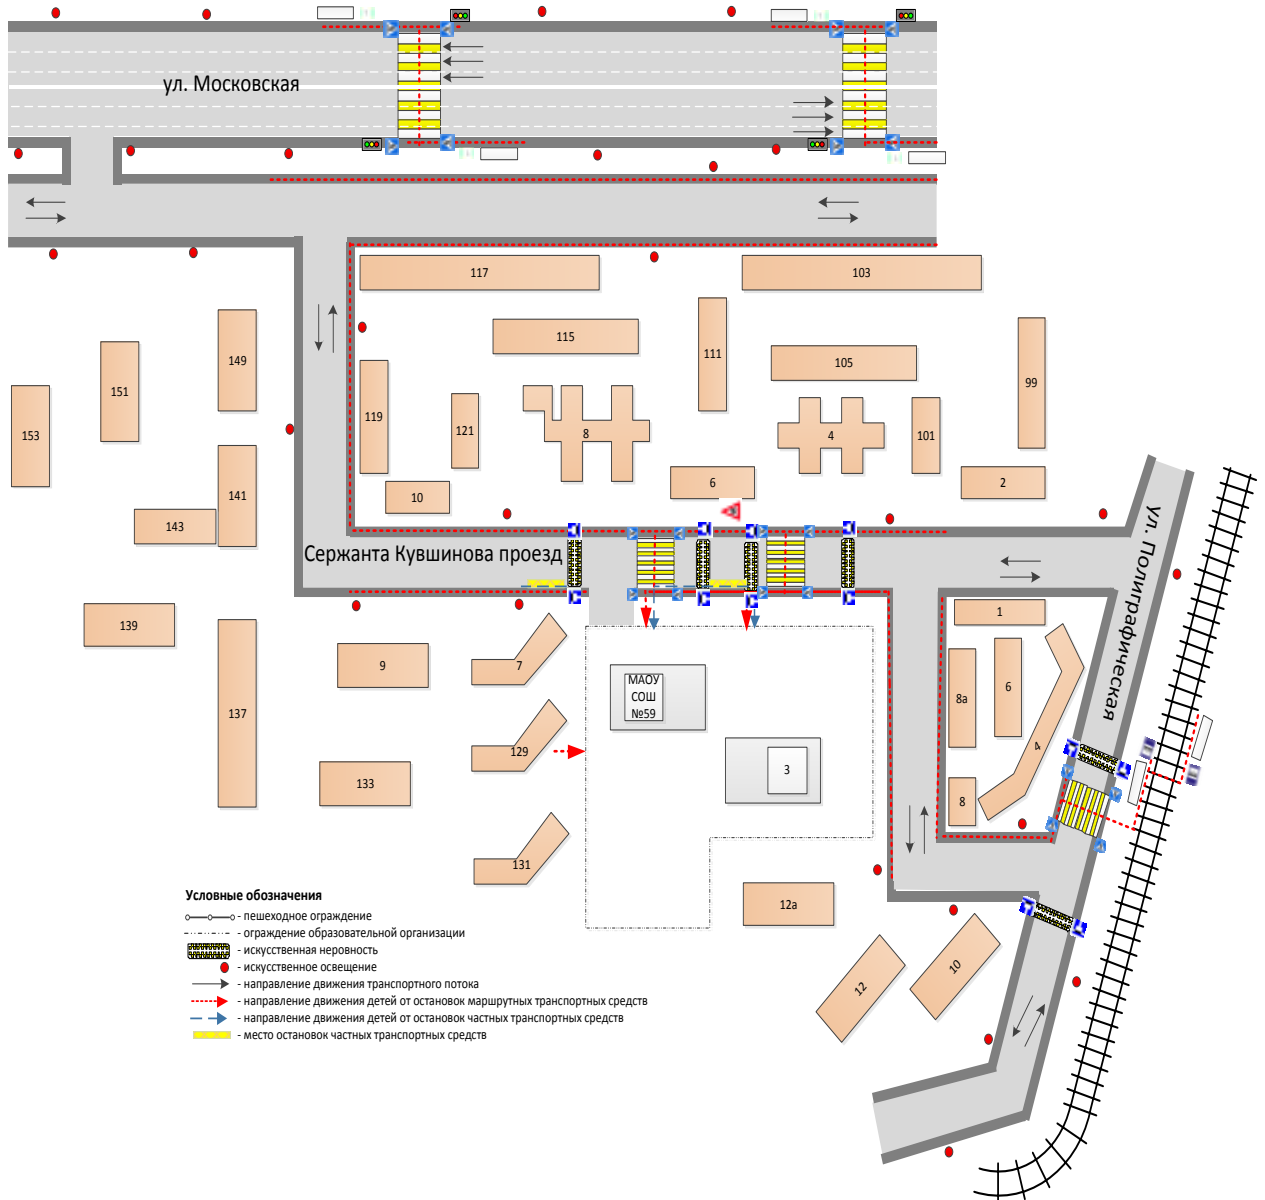 ул. Московская
117
103
115
111
105
99
149
151
153
119
121
8
4
101
141
6
2
10
143
ул. Полиграфическая
Сержанта Кувшинова проезд
139
1
9
7
6
8а
137
МАОУ
СОШ
№59
129
4
3
133
8
131
12а
10
12
Условные обозначения
- пешеходное ограждение
- ограждение образовательной организации
- искусственная неровность
- искусственное освещение
- направление движения транспортного потока
- направление движения детей от остановок маршрутных транспортных средств
- направление движения детей от остановок частных транспортных средств
- место остановок частных транспортных средств